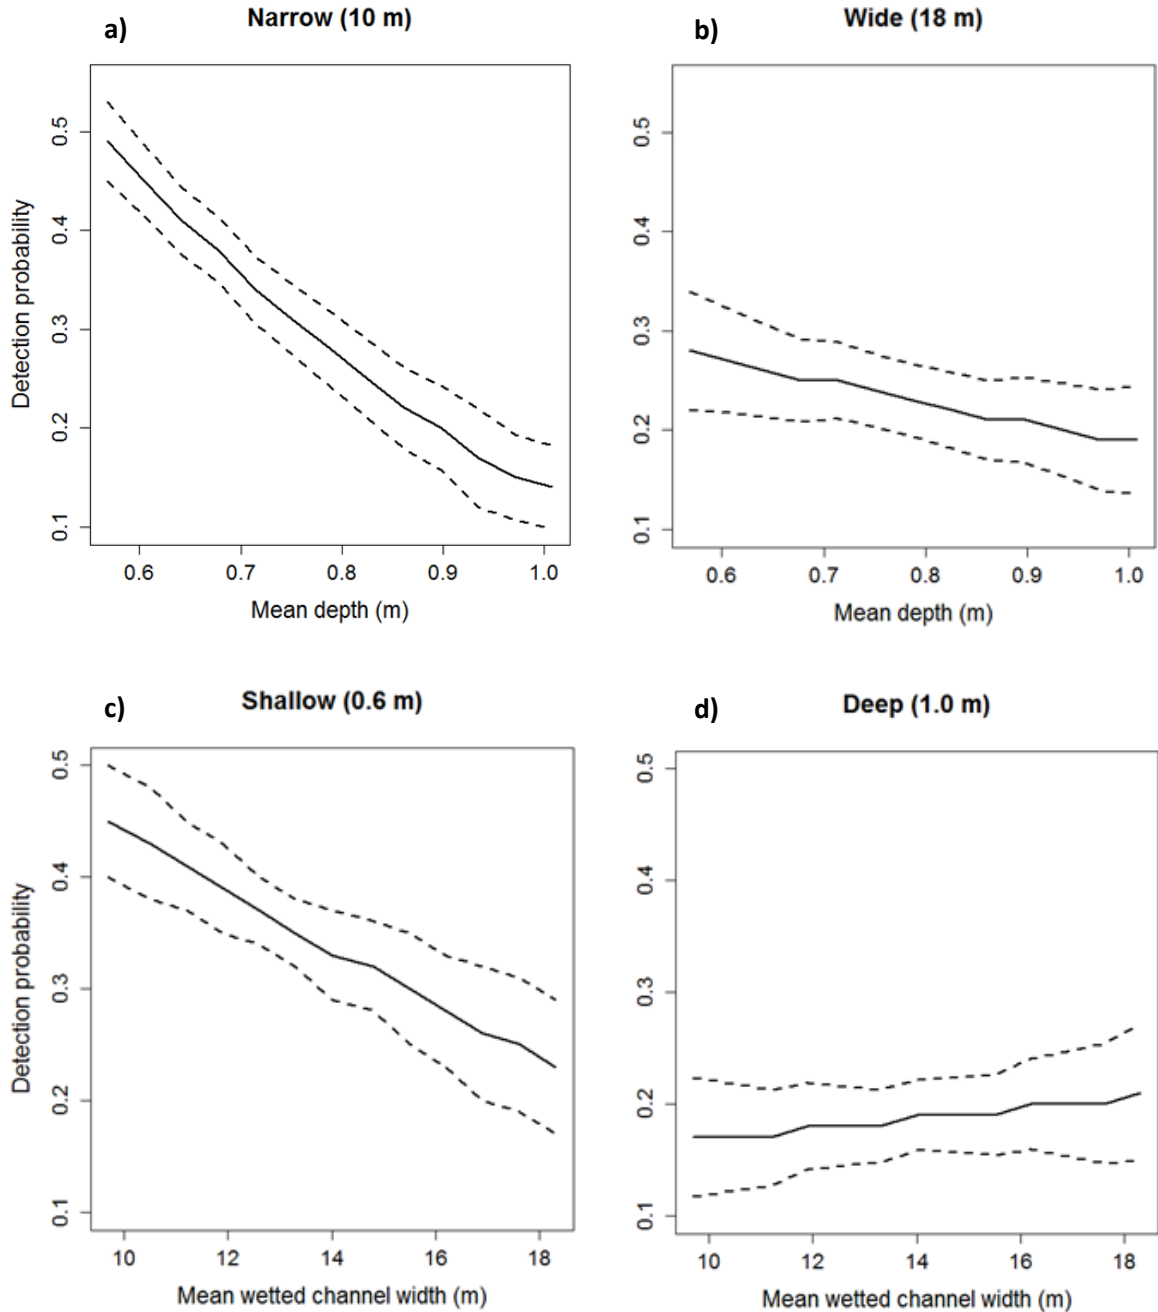 a) Narrow (10 m)
Detection probability
0.5
0.4
0.3
0.2
0.1
0.6 0.7 0.8 0.9 1.0
Mean depth (m)
b) Wide (18 m)
0.5
0.4
0.3
0.2
0.1
0.6 0.7 0.8 0.9 1.0
Mean depth (m)
c) Shallow (0.6 m)
Detection probability
0.5
0.4
0.3
0.2
0.1
10 12 14 16 18
Mean wetted channel width (m)
d) Deep (1.0 m)
0.5
0.4
0.3
0.2
0.1
10 12 14 16 18
Mean wetted channel width (m)